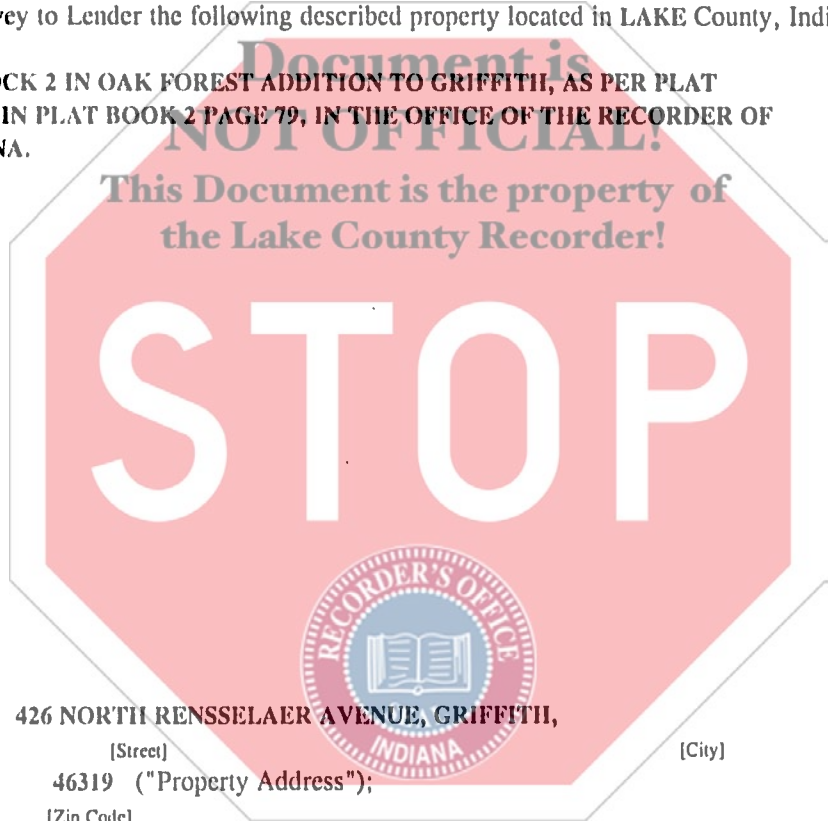 vey to Lender the following described property located in LAKE County, Indi
Document is
OCK 2 IN OAK FOREST ADDITION TO GRIFFITH, AS PER PLAT
IN PLAT BOOK 2 PAGE 79, IN THE OFFICE OF THE RECORDER OF
NOT OFFICIAL!
NA.
This Document is the property of
the Lake County Recorder!
STOP
RECORDER'S OFFICE
426 NORTH RENSSELAER AVENUE, GRIFFITH,
INDIANA
[Street] [City]
46319 ("Property Address");
[Zip Code]